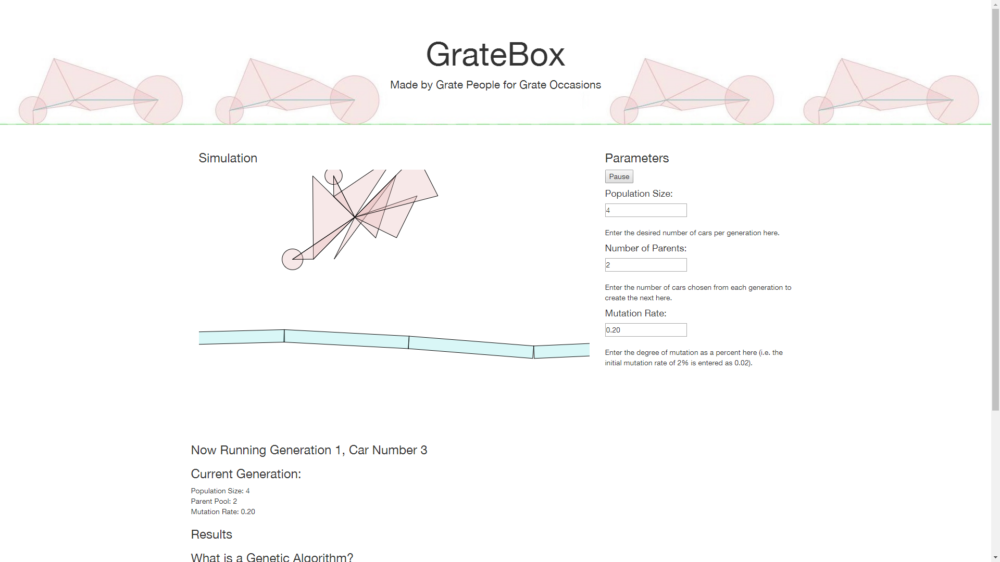 GrateBox
Made by Grate People for Grate Occasions
Simulation
Parameters
Pause
Population Size:
4
Enter the desired number of cars per generation here.
Number of Parents:
2
Enter the number of cars chosen from each generation to
create the next here.
Mutation Rate:
0.20
Enter the degree of mutation as a percent here (i.e. the
initial mutation rate of 2% is entered as 0.02).
Now Running Generation 1, Car Number 3
Current Generation:
Population Size: 4
Parent Pool: 2
Mutation Rate: 0.20
Results
What is a Genetic Algorithm?